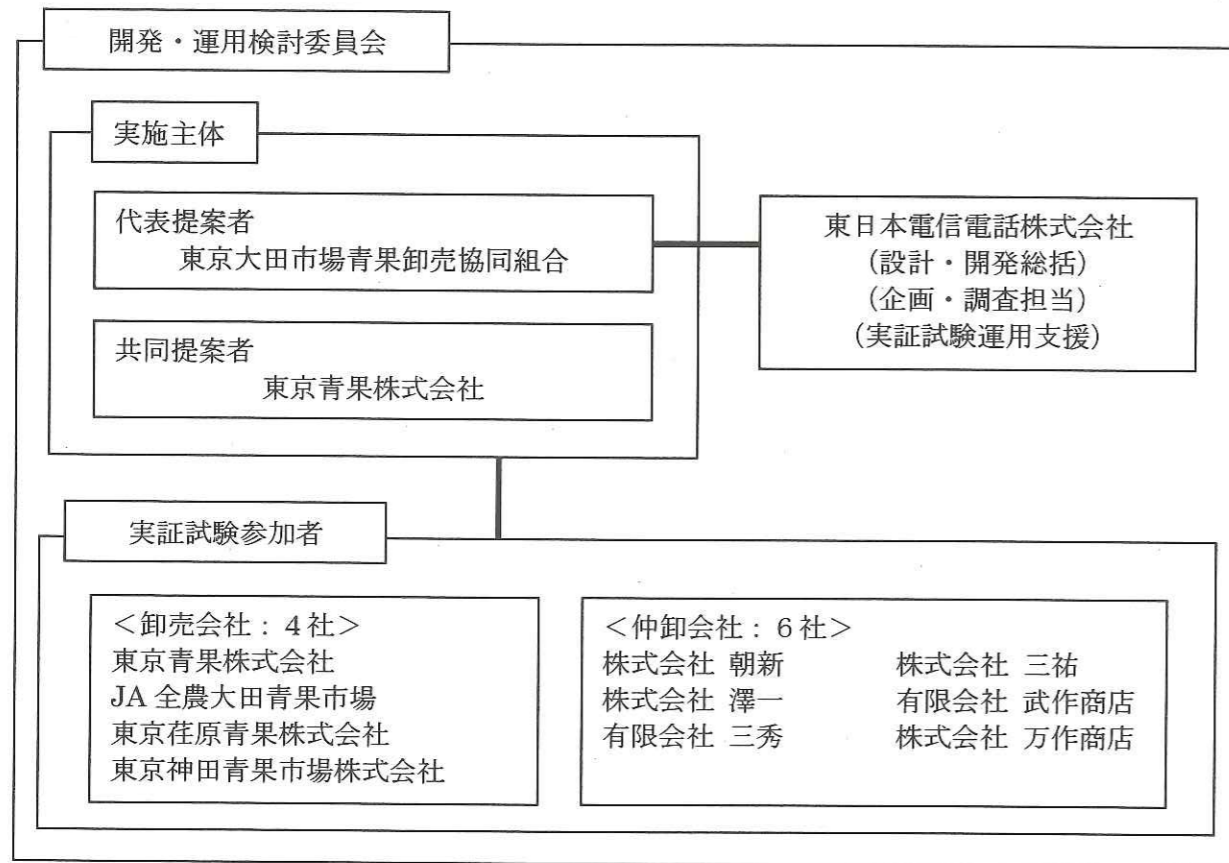 開発・運用検討委員会
実施主体
代表提案者
東京大田市場青果卸売協同組合
共同提案者
東京青果株式会社
東日本電信電話株式会社
（設計・開発総括）
（企画・調査担当）
（実証試験運用支援）
実証試験参加者
＜卸売会社：４社＞
東京青果株式会社
JA 全農大田青果市場
東京荏原青果株式会社
東京神田青果市場株式会社
＜仲卸会社：６社＞
株式会社 朝新 株式会社 三祐
株式会社 澤一 有限会社 武作商店
有限会社 三秀 株式会社 万作商店